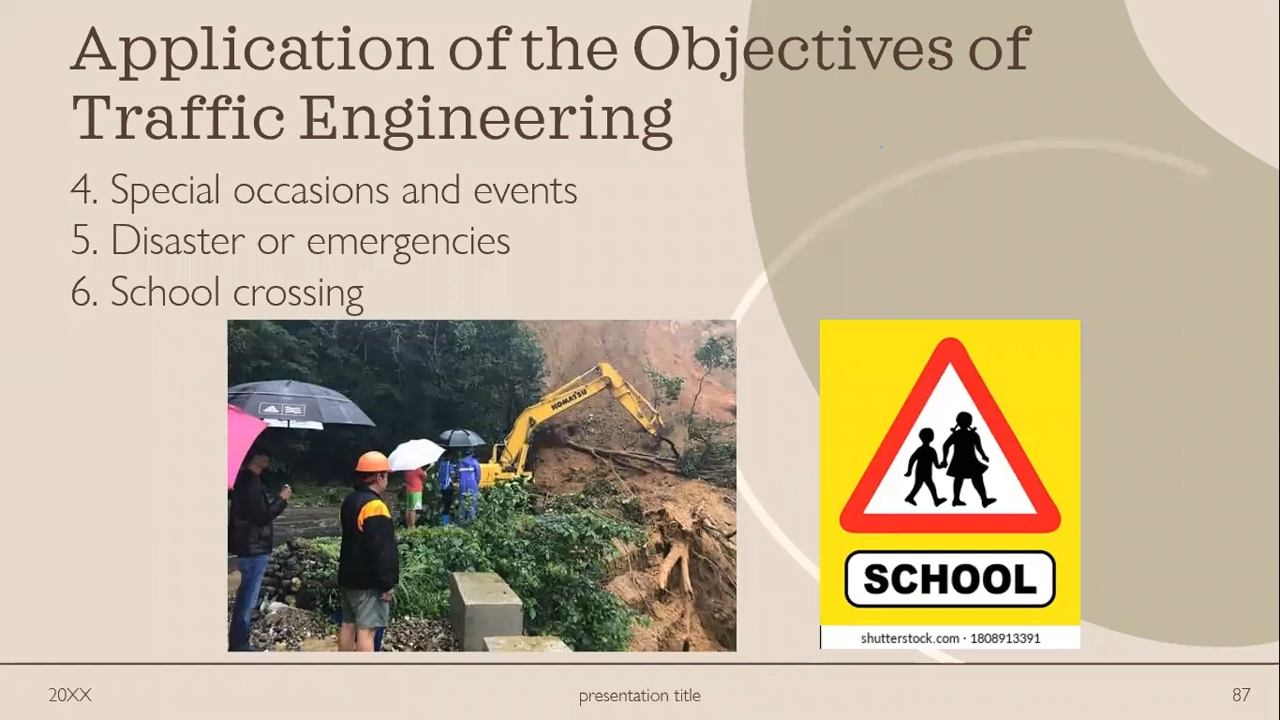 Application of the Objectives of
Traffic Engineering
4. Special occasions and events
5. Disaster or emergencies
6. School crossing
KOMATSU
SCHOOL
shutterstock.com · 1808913391
20XX
presentation title
87